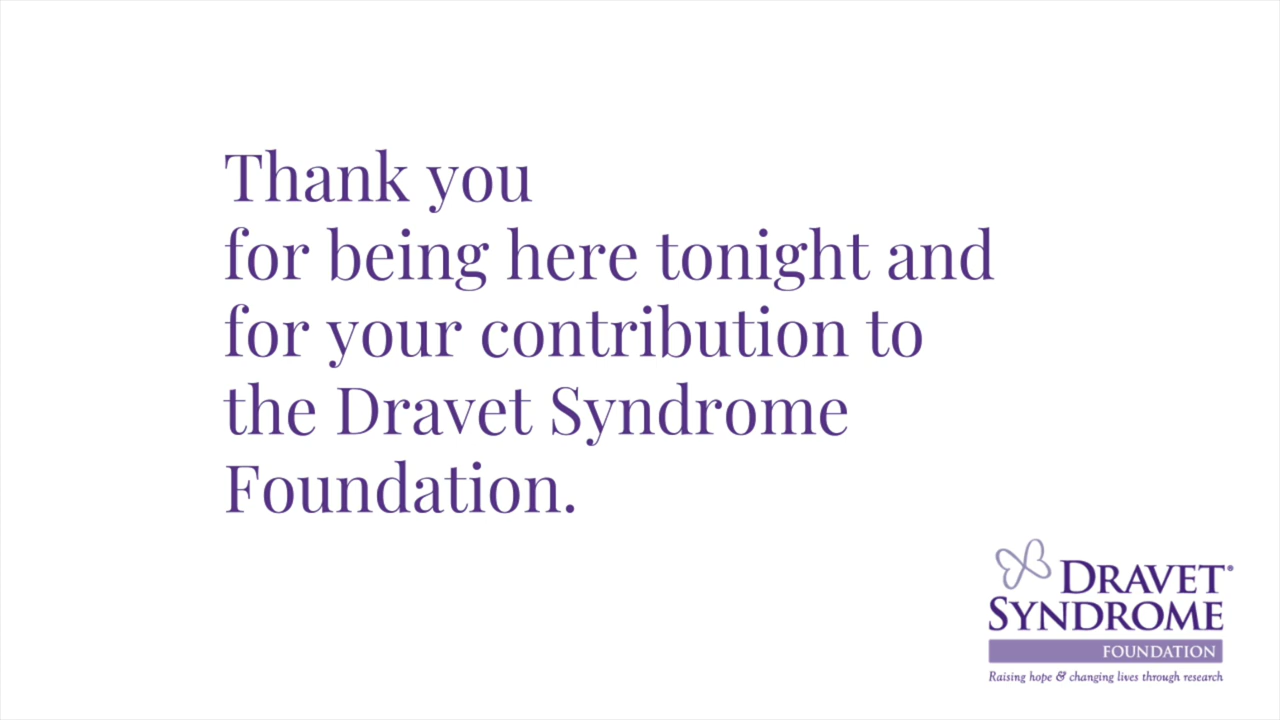 Thank you
for being here tonight and
for your contribution to
the Dravet Syndrome
Foundation.
DRAVET®
SYNDROME
FOUNDATION
Raising hope & changing lives through research